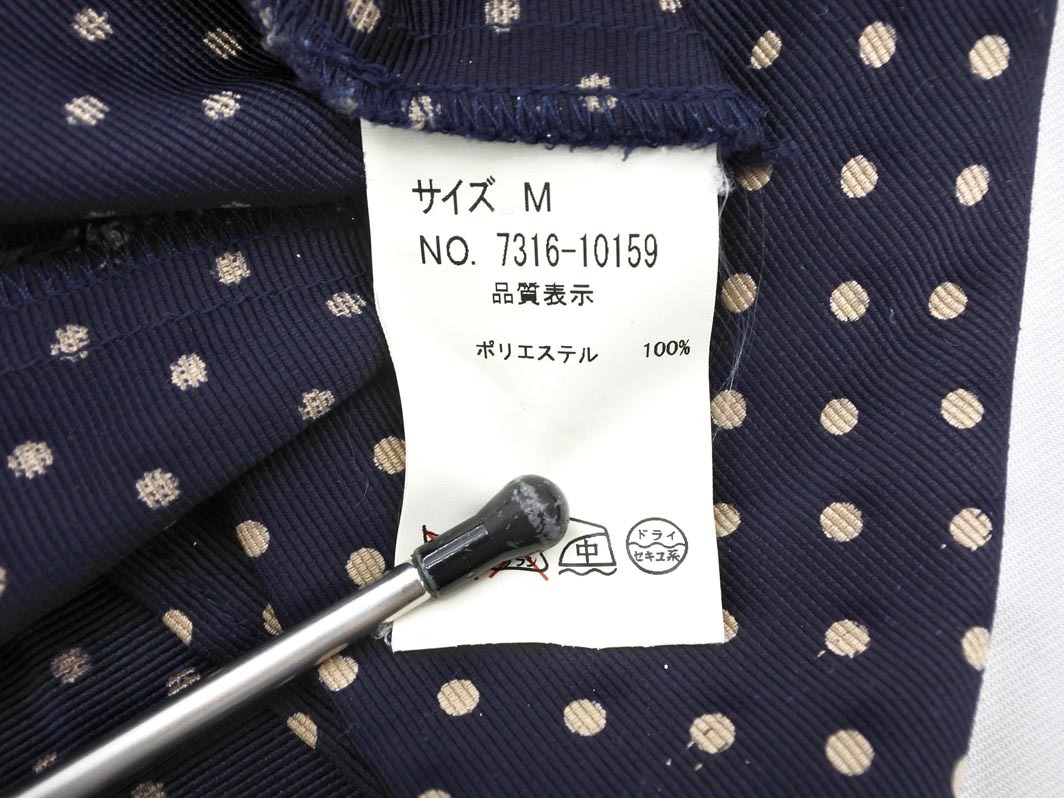 サイズ M
NO. 7316-10159
品質表示
ポリエステル 100%
中
ドライ
セキユ系